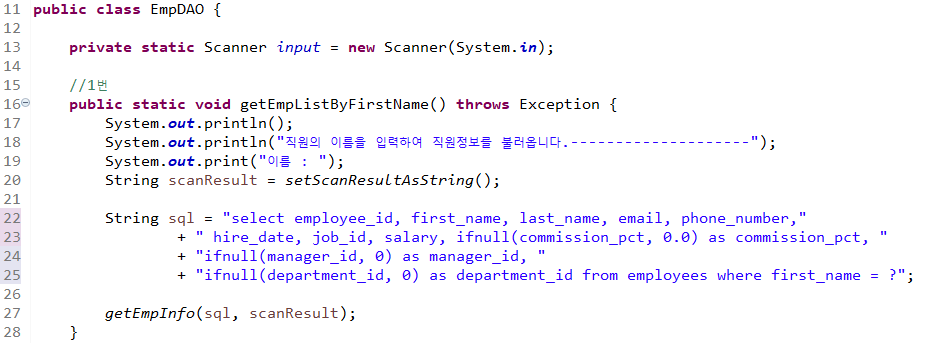 11 public class EmpDAO {
12
13     private static Scanner input = new Scanner(System.in);
14
15     //1번
16     public static void getEmpListByFirstName() throws Exception {
17         System.out.println();
18         System.out.println("직원의 이름을 입력하여 직원정보를 불러옵니다.--------------------");
19         System.out.print("이름 : ");
20         String scanResult = setScanResultAsString();
21
22         String sql = "select employee_id, first_name, last_name, email, phone_number,"
23                 + " hire_date, job_id, salary, ifnull(commission_pct, 0.0) as commission_pct, "
24                 + "ifnull(manager_id, 0) as manager_id, "
25                 + "ifnull(department_id, 0) as department_id from employees where first_name = ?";
26
27         getEmpInfo(sql, scanResult);
28     }